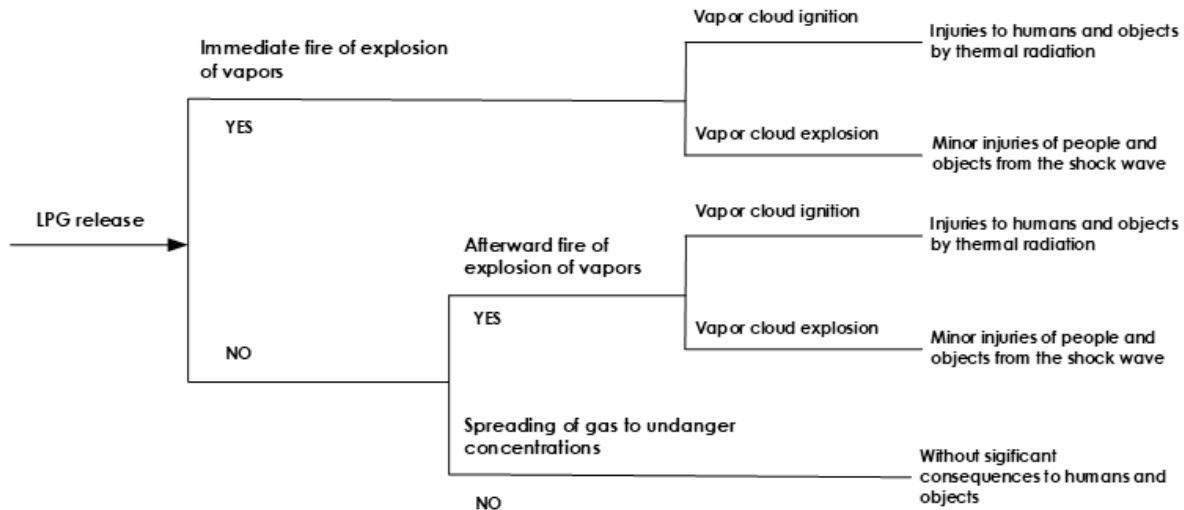 Vapor cloud ignition
Injuries to humans and objects
by thermal radiation
Immediate fire of explosion
of vapors
YES
Vapor cloud explosion
Minor injuries of people and
objects from the shock wave
LPG release
Vapor cloud ignition
Injuries to humans and objects
by thermal radiation
Afterward fire of
explosion of vapors
YES
Vapor cloud explosion
Minor injuries of people and
objects from the shock wave
NO
Spreading of gas to undanger
concentrations
Without sigificant
consequences to humans and
objects
NO